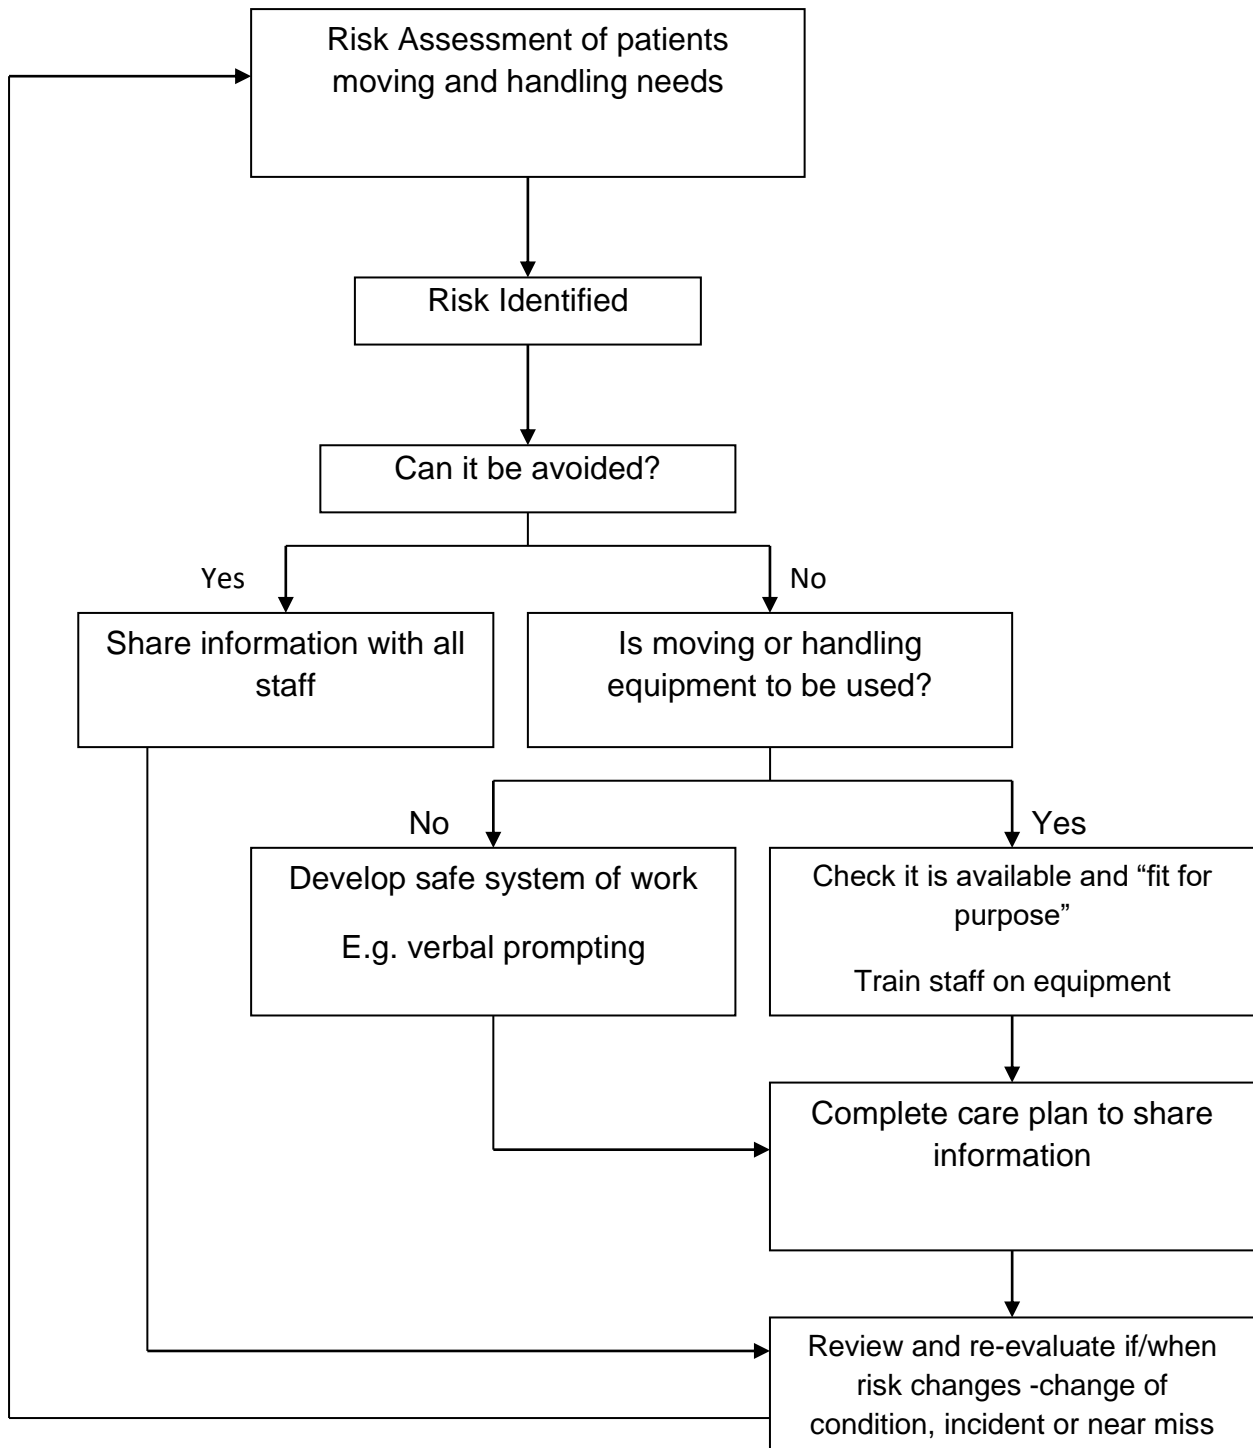 Risk Assessment of patients
moving and handling needs
Risk Identified
Can it be avoided?
Yes
No
Share information with all
staff
Is moving or handling
equipment to be used?
No
Yes
Develop safe system of work
E.g. verbal prompting
Check it is available and “fit for
purpose”
Train staff on equipment
Complete care plan to share
information
Review and re-evaluate if/when
risk changes -change of
condition, incident or near miss